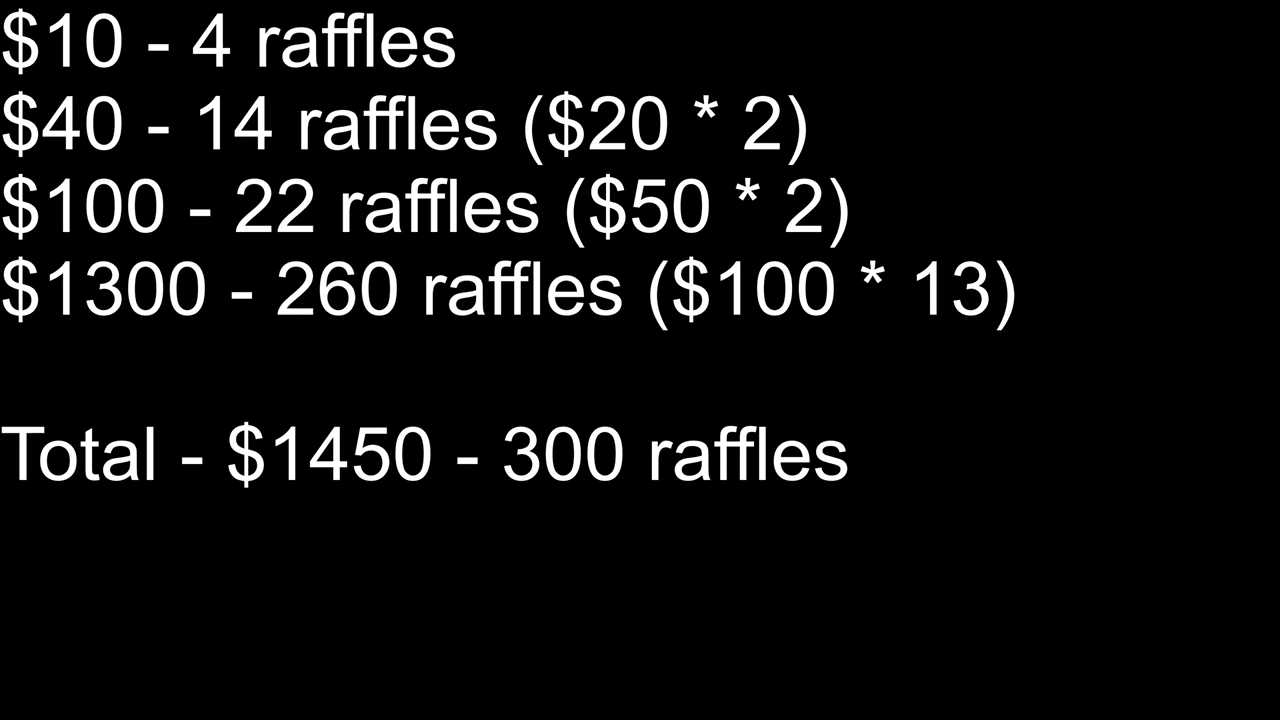 $10 - 4 raffles
$40 - 14 raffles ($20 * 2)
$100 - 22 raffles ($50 * 2)
$1300 - 260 raffles ($100 * 13)
Total - $1450 - 300 raffles